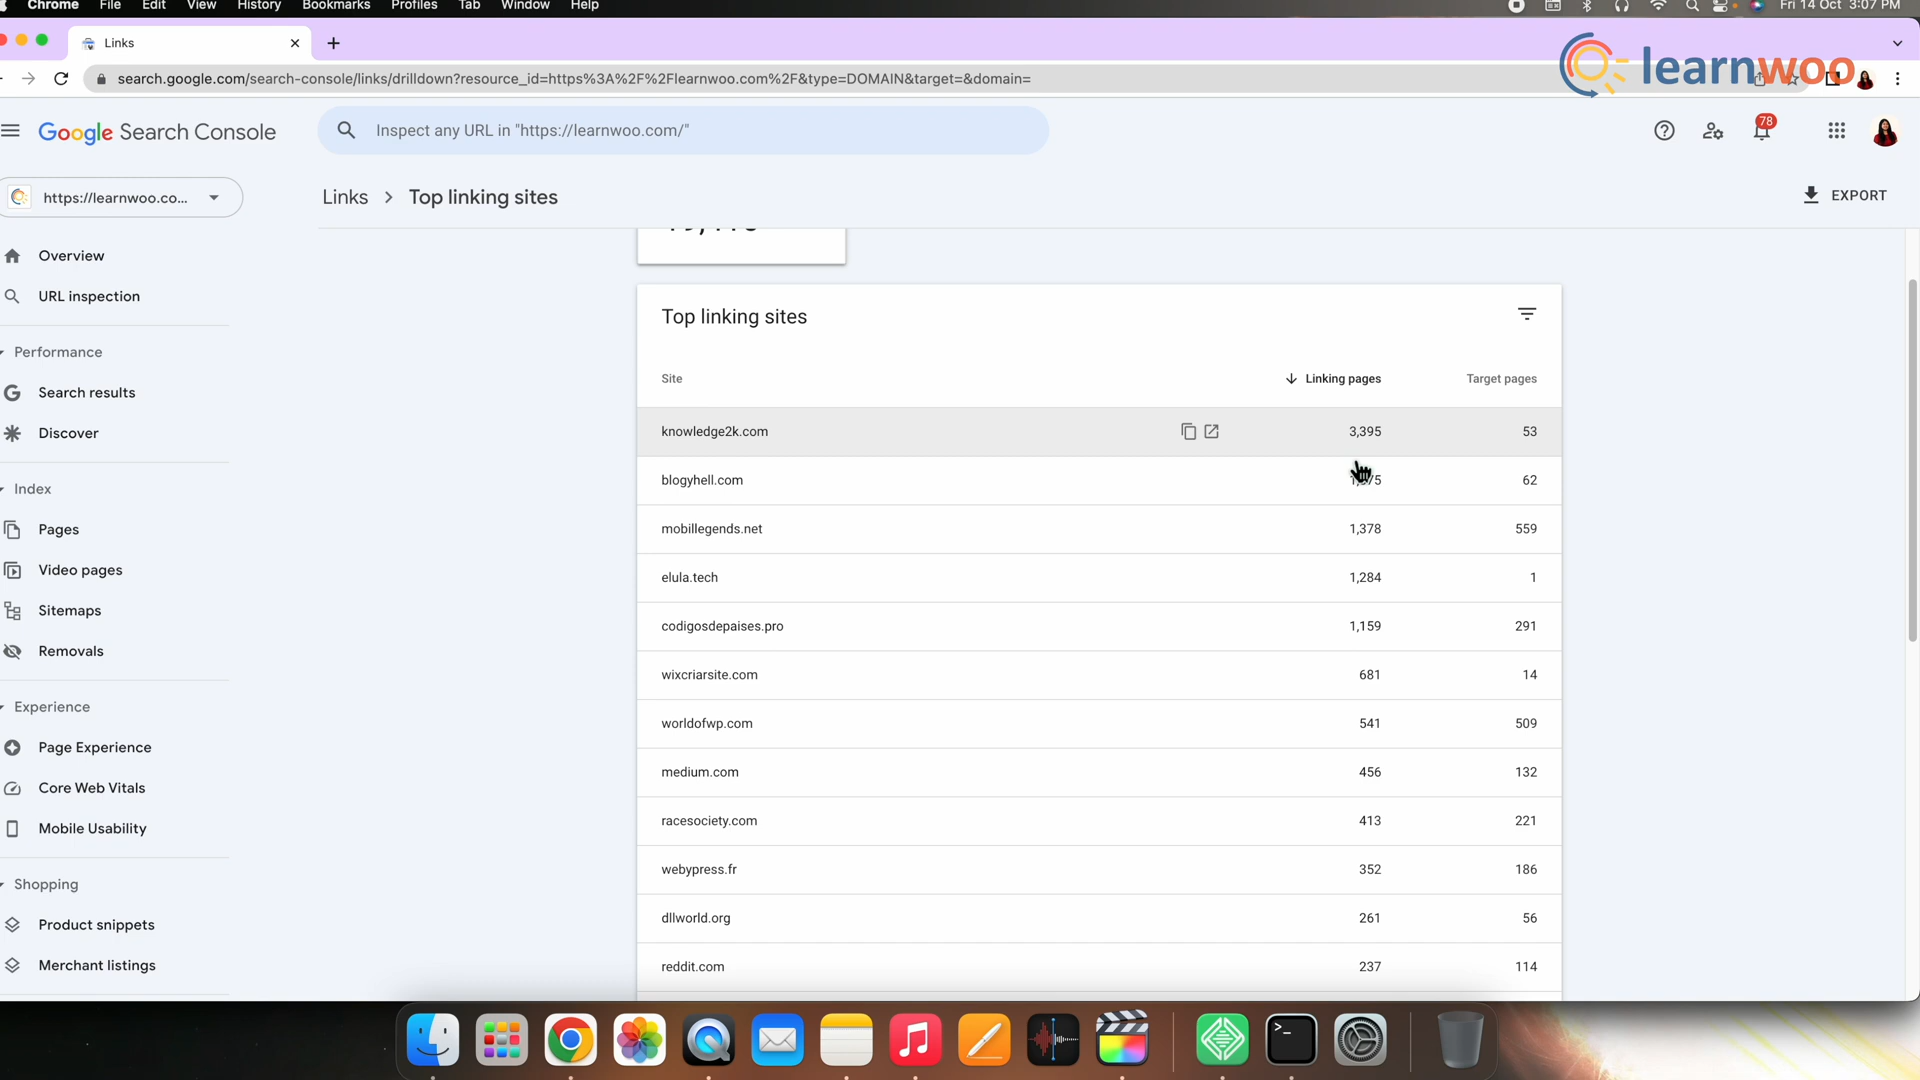 Chrome File Edit View History Bookmarks Profiles Tab Window Help Fri 14 Oct 3:07 PM
Links
learnwoo
search.google.com/search-console/links/drilldown?resource_id=https%3A%2F%2Flearnwoo.com%2F&type=DOMAIN&target=&domain=
Google Search Console
Inspect any URL in "https://learnwoo.com/"
78
https://learnwoo.co...
Links > Top linking sites
EXPORT
Overview
URL inspection
Performance
Search results
Discover
Index
Pages
Video pages
Sitemaps
Removals
Experience
Page Experience
Core Web Vitals
Mobile Usability
Shopping
Product snippets
Merchant listings
Top linking sites
Site Linking pages Target pages
knowledge2k.com 3,395 53
blogyhell.com 62
mobillegends.net 1,378 559
elula.tech 1,284 1
codigosdepaises.pro 1,159 291
wixcriarsite.com 681 14
worldofwp.com 541 509
medium.com 456 132
racesociety.com 413 221
webypress.fr 352 186
dllworld.org 261 56
reddit.com 237 114